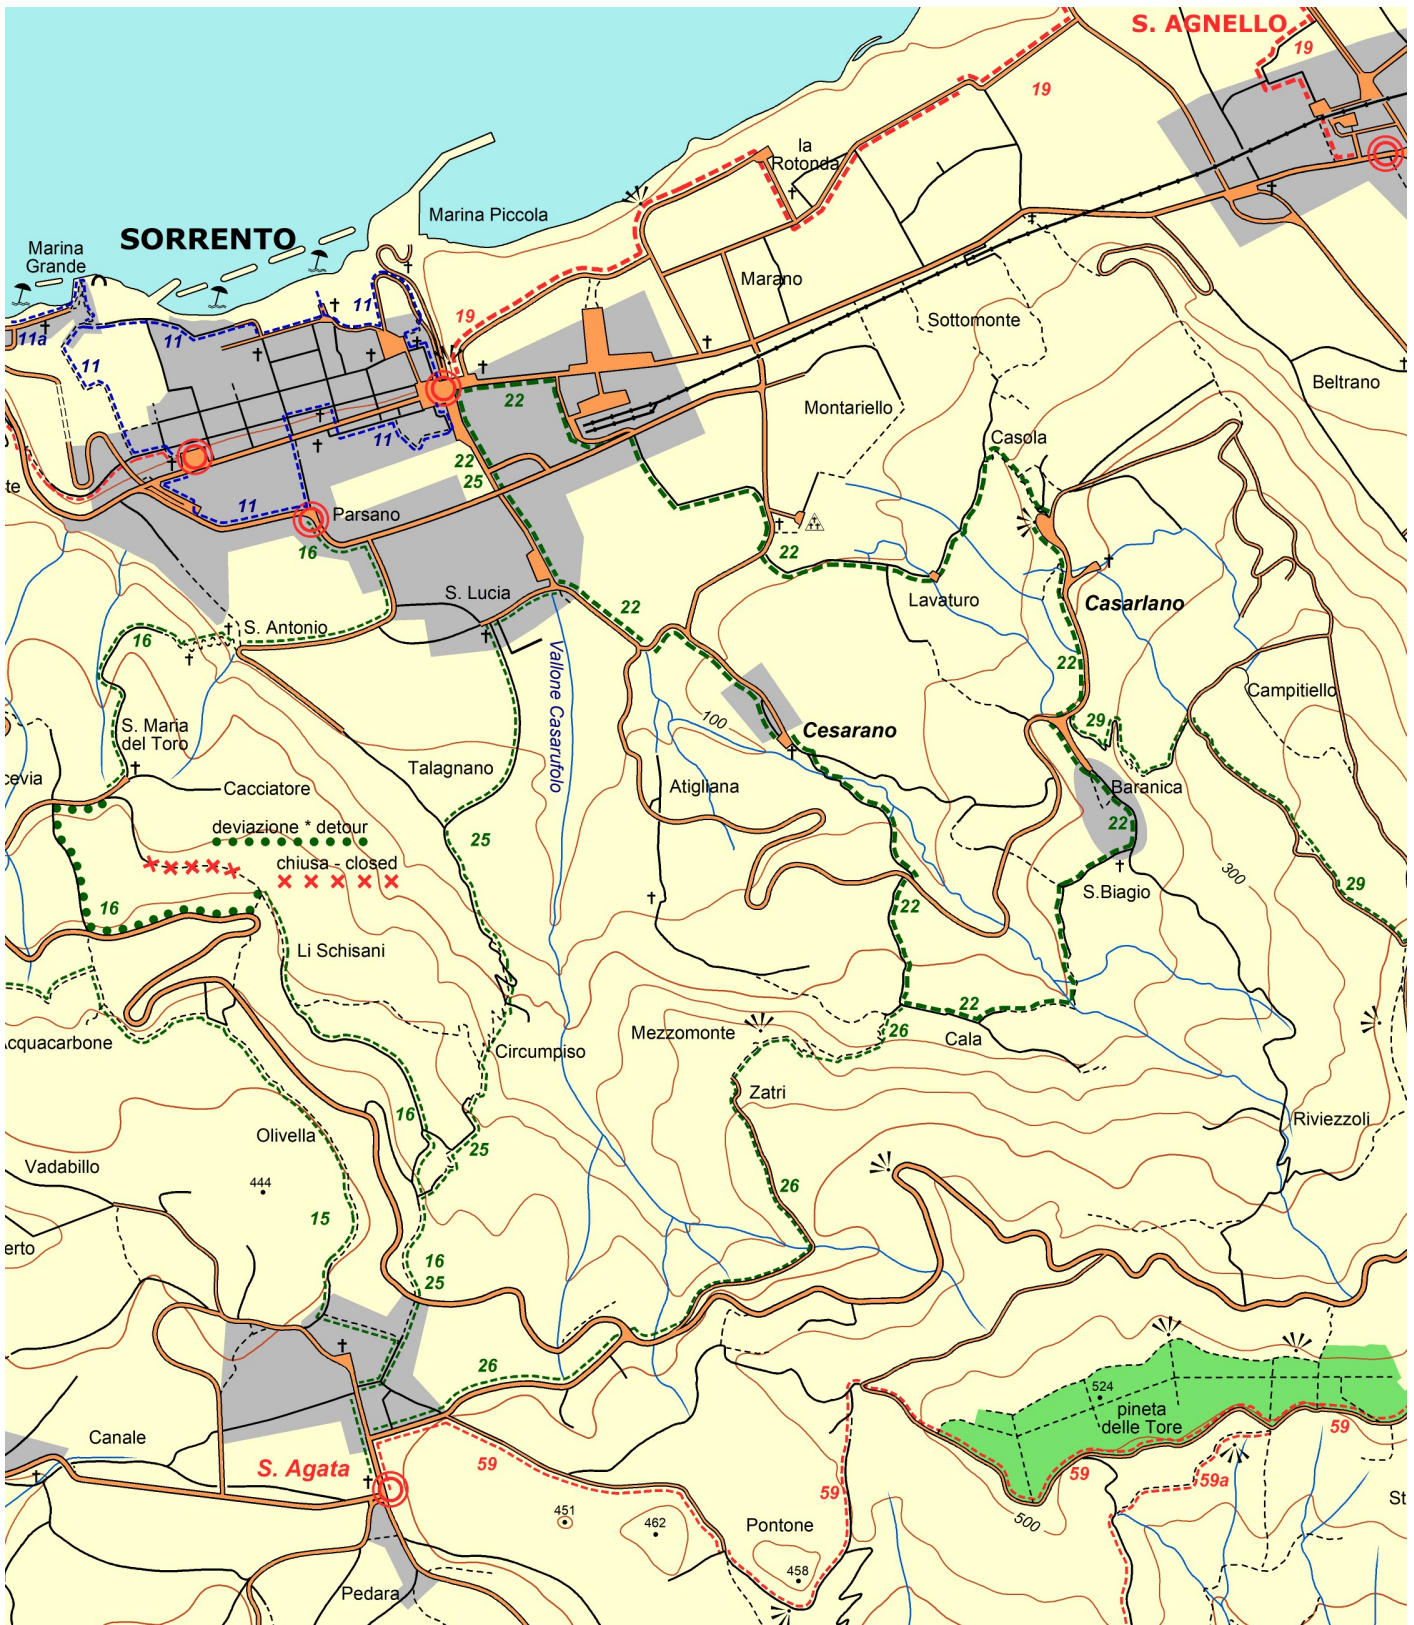 S. AGNELLO
19
19
la
Rotonda
Marina Piccola
SORRENTO
Marina
Grande
Marano
11
19
11a
11
11
Sottomonte
Beltrano
22
Montariello
11
Casola
22
25
te
11
Parsano
16
22
S. Lucia
Lavaturo
Casarlano
22
S. Antonio
16
Vallone Casarufolo
22
Campitiello
S. Maria
del Toro
100
Cesarano
29
cevia
Talagnano
Cacciatore
Atigliana
Baranica
deviazione * detour
22
25
chiusa - closed
300
29
S.Biagio
16
22
Li Schisani
22
Mezzomonte
26
Cala
cquacarbone
Circumpiso
Zatri
16
Riviezzoli
Olivella
25
Vadabillo
444
26
15
erto
16
25
26
524
pineta
delle Tore
Canale
59
S. Agata
59
59
59
59a
St
451
462
Pontone
500
458
Pedara